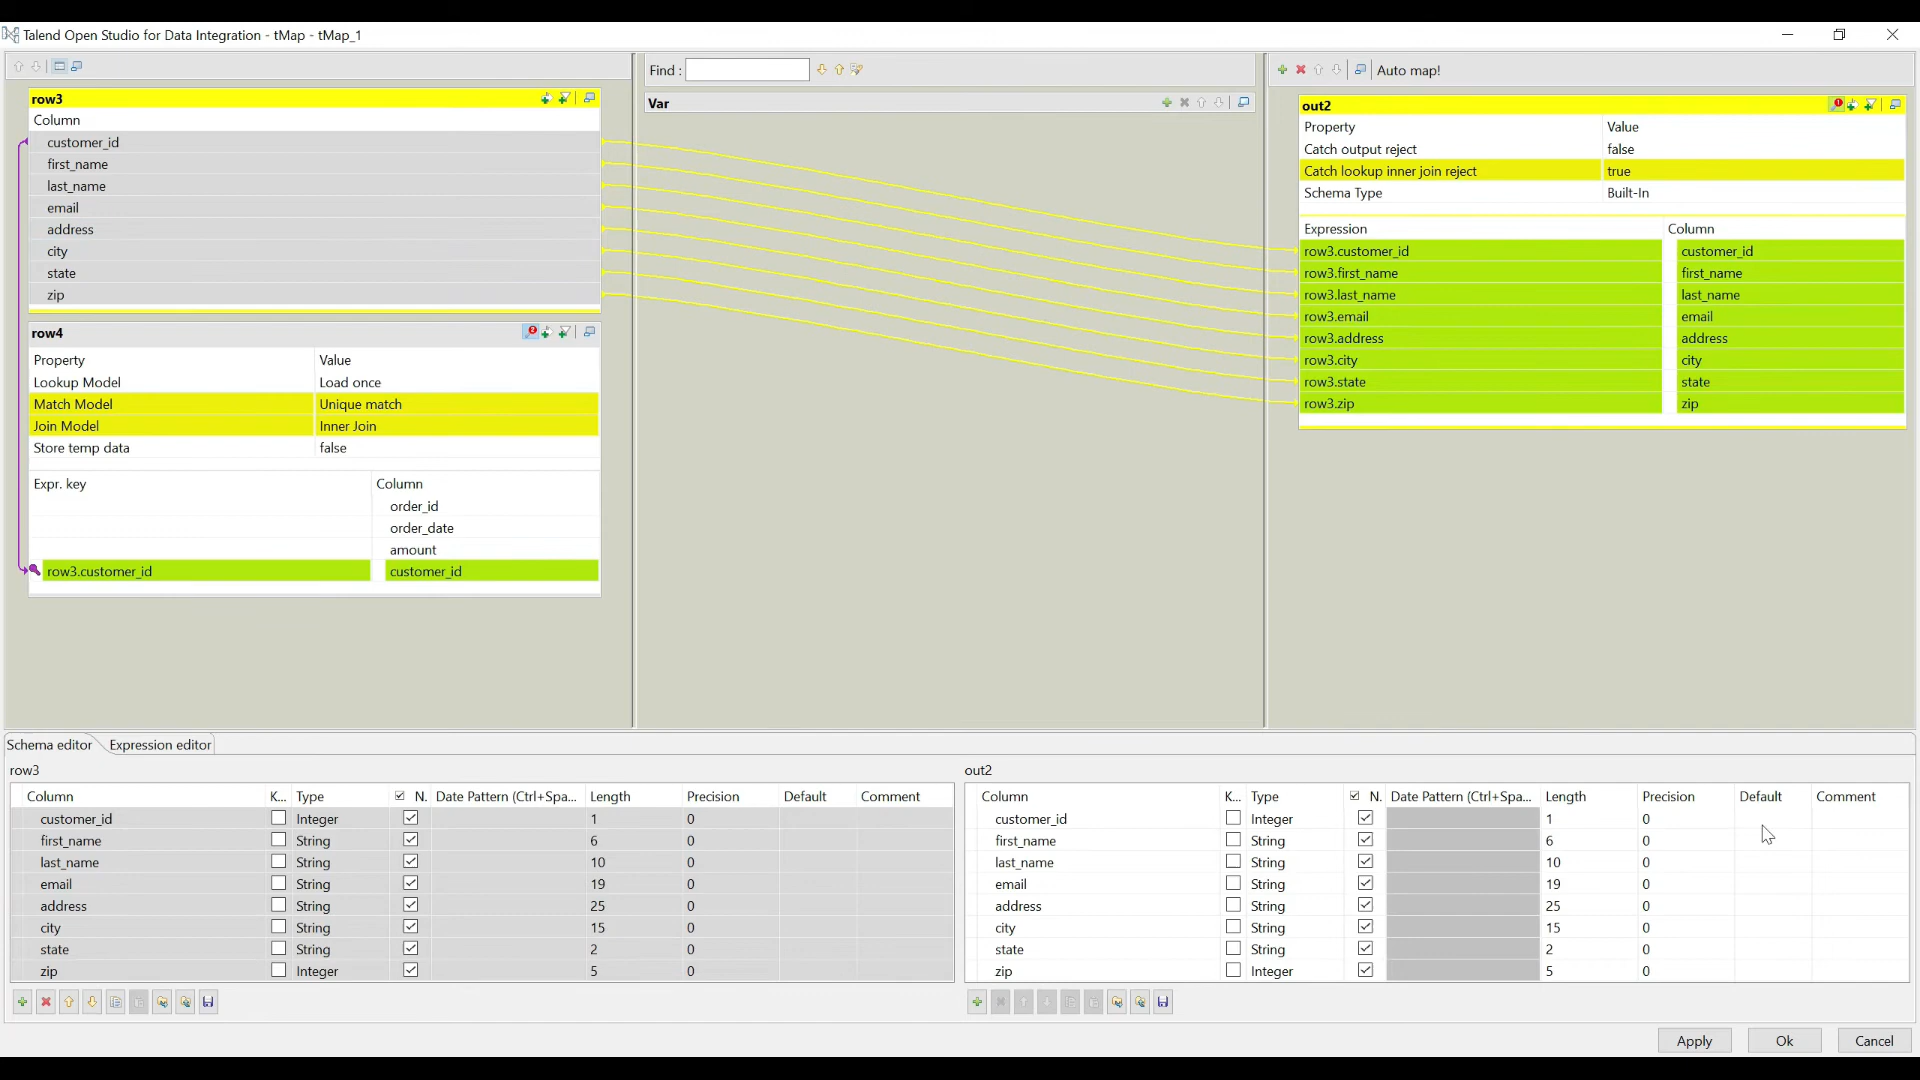 Talend Open Studio for Data Integration - tMap - tMap_1
Find :
Auto map!
row3
Column
customer_id
first_name
last_name
email
address
city
state
zip
row4
Property Value
Lookup Model Load once
Match Model Unique match
Join Model Inner Join
Store temp data false
Expr. key Column
order_id
order_date
amount
row3.customer_id customer_id
Var
out2
Property Value
Catch output reject false
Catch lookup inner join reject true
Schema Type Built-In
Expression Column
row3.customer_id customer_id
row3.first_name first_name
row3.last_name last_name
row3.email email
row3.address address
row3.city city
row3.state state
row3.zip zip
Schema editor Expression editor
row3
Column K... Type N. Date Pattern (Ctrl+Spa... Length Precision Default Comment
customer_id Integer 1 0
first_name String 6 0
last_name String 10 0
email String 19 0
address String 25 0
city String 15 0
state String 2 0
zip Integer 5 0
out2
Column K... Type N. Date Pattern (Ctrl+Spa... Length Precision Default Comment
customer_id Integer 1 0
first_name String 6 0
last_name String 10 0
email String 19 0
address String 25 0
city String 15 0
state String 2 0
zip Integer 5 0
Apply Ok Cancel